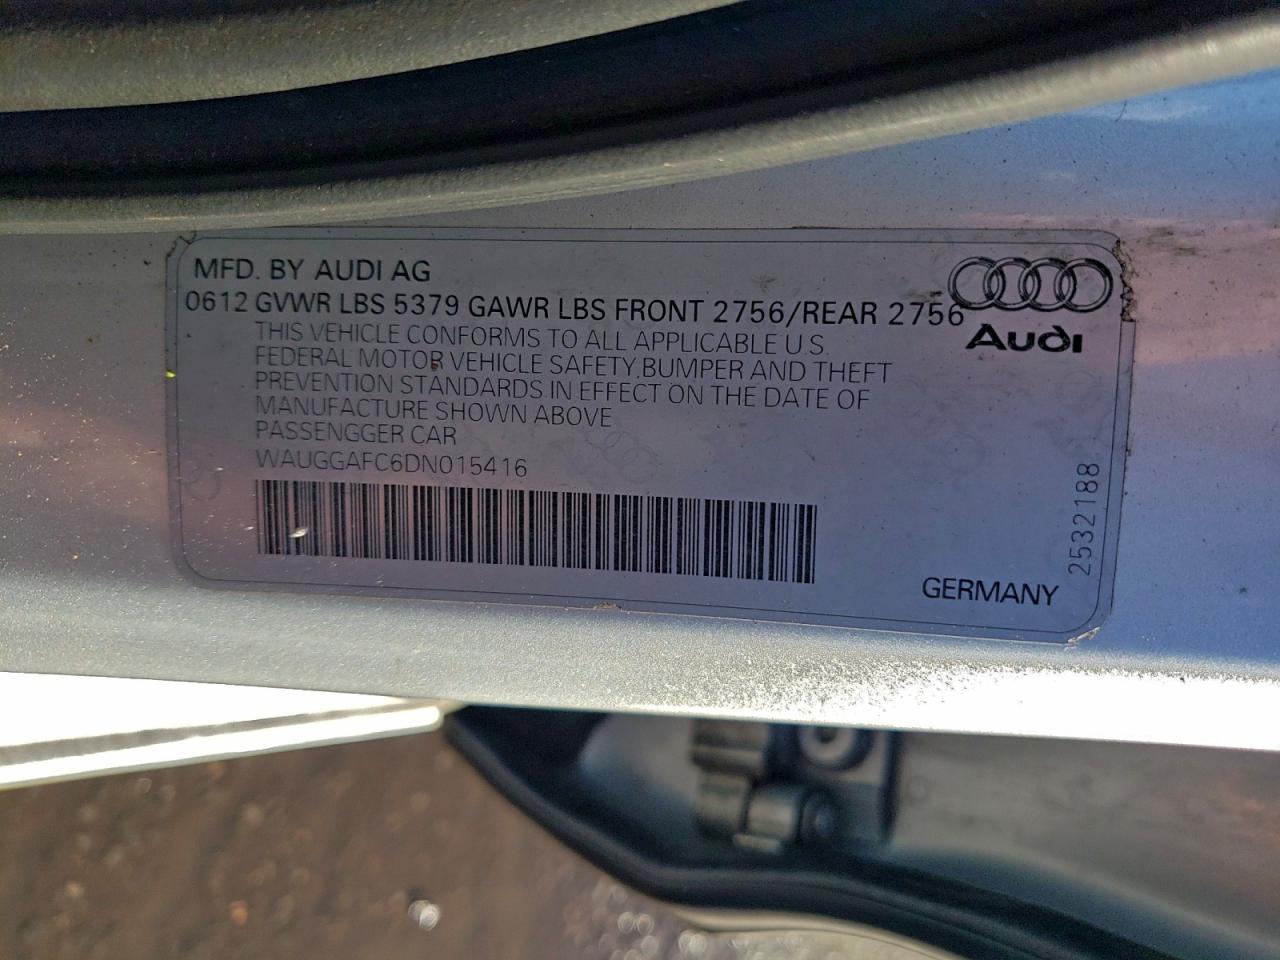 MFD. BY AUDI AG
0612 GVWR LBS 5379 GAWR LBS FRONT 2756/REAR 2756
Audi
THIS VEHICLE CONFORMS TO ALL APPLICABLE U.S.
FEDERAL MOTOR VEHICLE SAFETY,BUMPER AND THEFT
PREVENTION STANDARDS IN EFFECT ON THE DATE OF
MANUFACTURE SHOWN ABOVE
PASSENGGER CAR
WAUGGAFC6DN015416
2532188
GERMANY